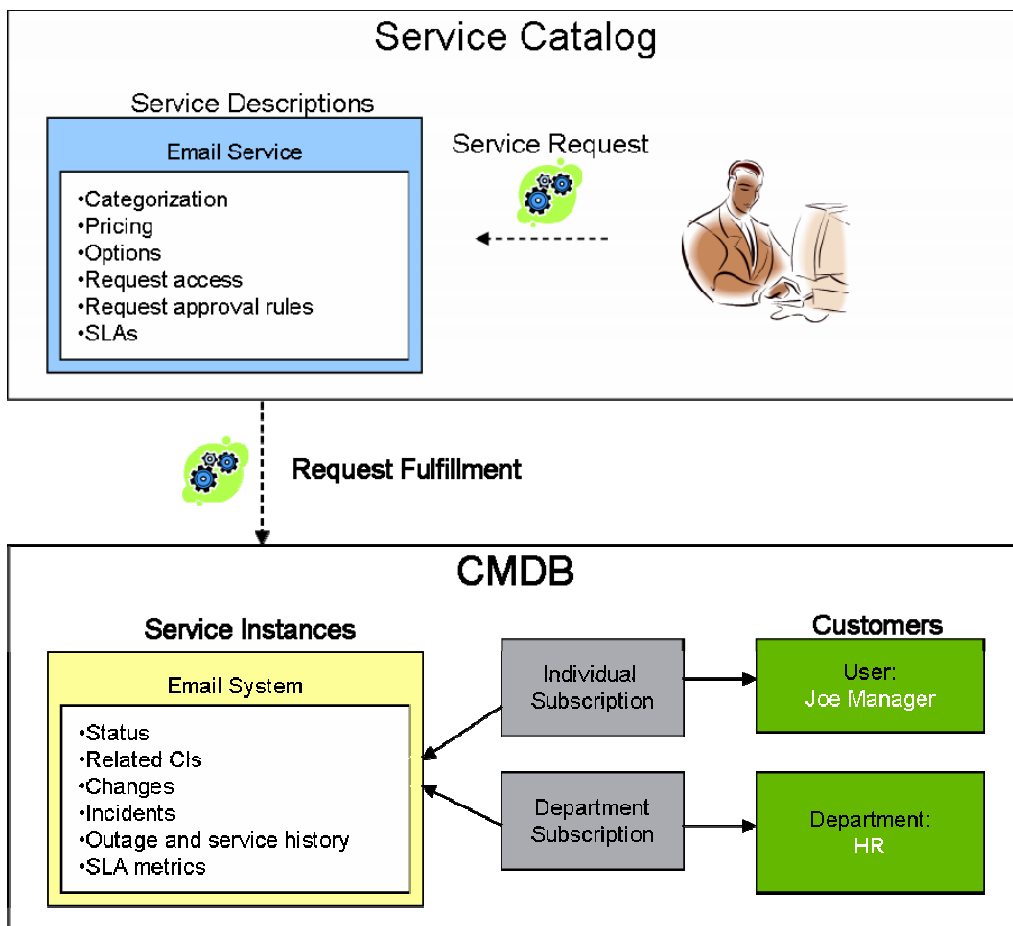 Service Catalog
Service Descriptions
Email Service
•Categorization
•Pricing
•Options
•Request access
•Request approval rules
•SLAs
Service Request
Request Fulfillment
CMDB
Service Instances
Email System
•Status
•Related CIs
•Changes
•Incidents
•Outage and service history
•SLA metrics
Individual
Subscription
Department
Subscription
Customers
User:
Joe Manager
Department:
HR